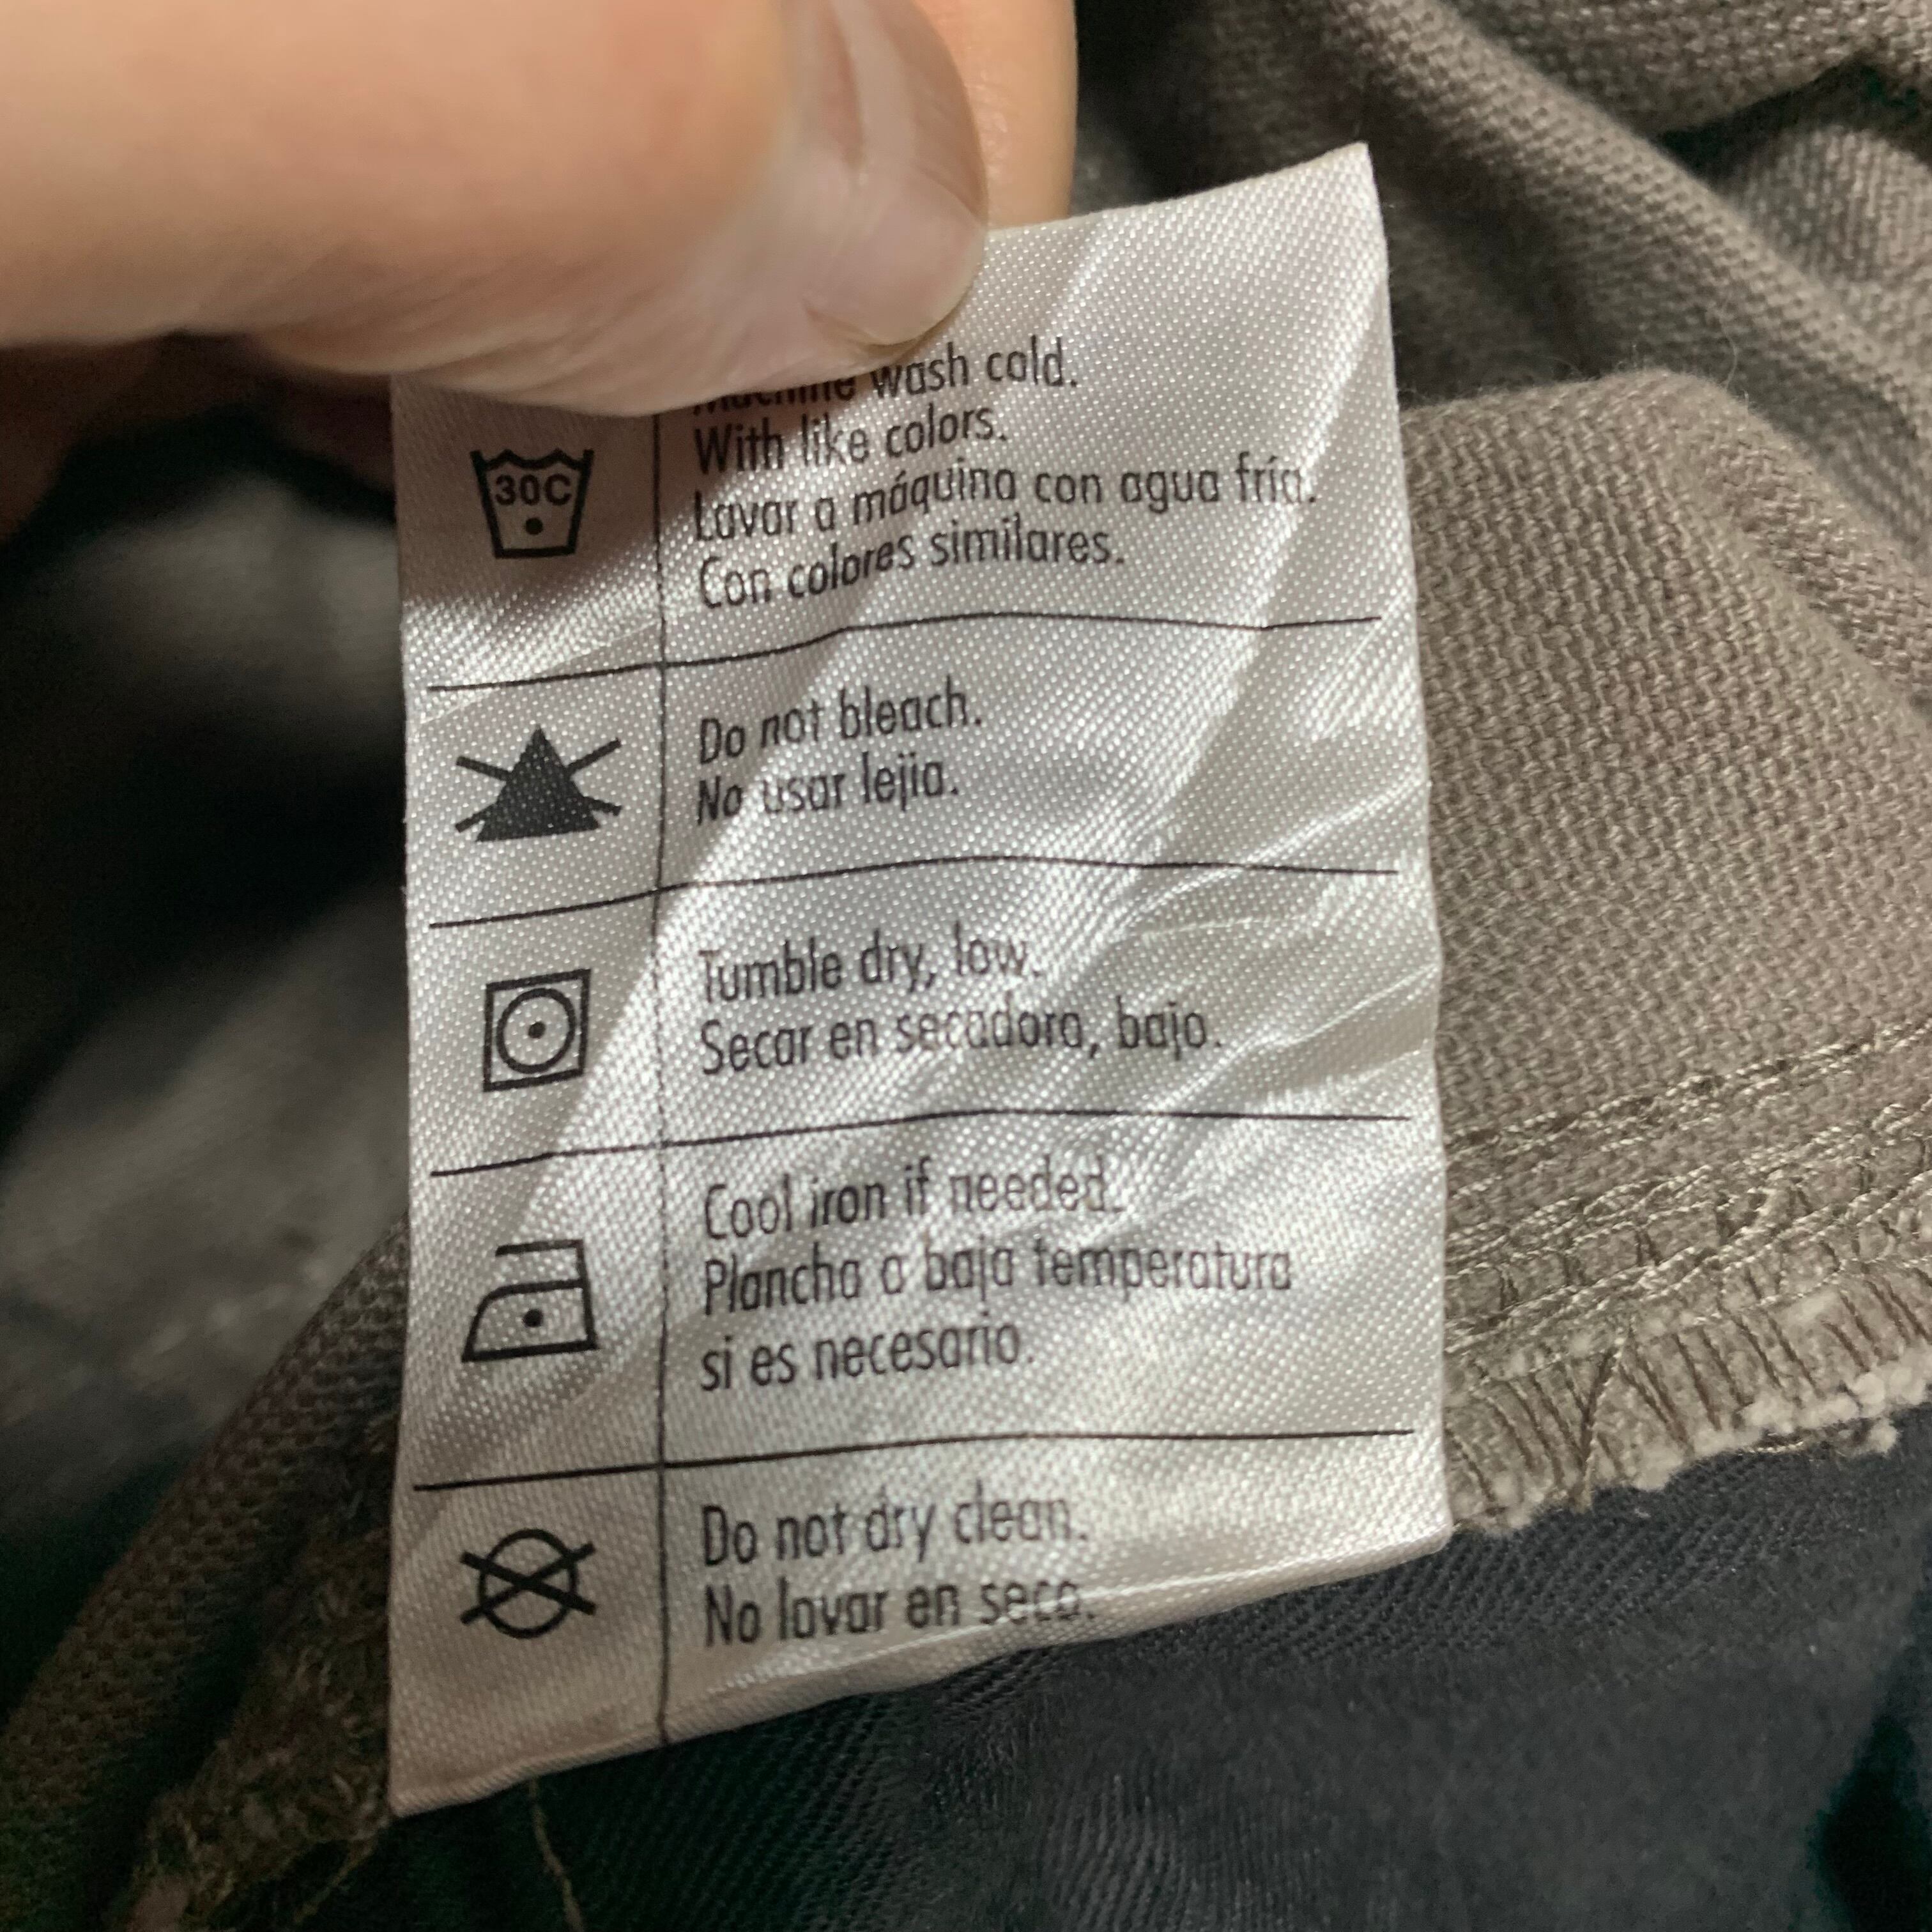 Machine wash cold.
With like colors.
30C
Lavar a máquina con agua fría.
Con colores similares.
Do not bleach.
No usar lejia.
Tumble dry, low.
Secar en secadora, bajo.
Cool iron if needed.
Plancha a baja temperatura
si es necesario.
Do not dry clean.
No lavar en seco.